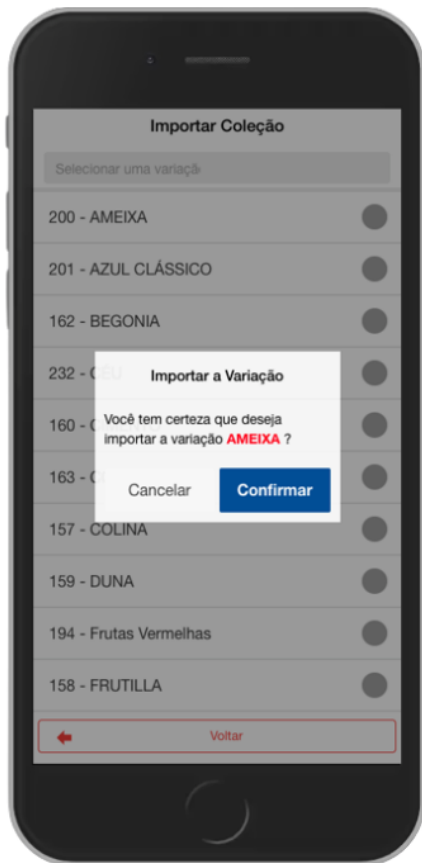 Importar Coleção
Selecionar uma variaçã
200 - AMEIXA
201 - AZUL CLÁSSICO
162 - BEGONIA
232 - CÉU
Importar a Variação
Você tem certeza que deseja
importar a variação AMEIXA ?
160 -
163 -
Cancelar
Confirmar
157 - COLINA
159 - DUNA
194 - Frutas Vermelhas
158 - FRUTILLA
Voltar